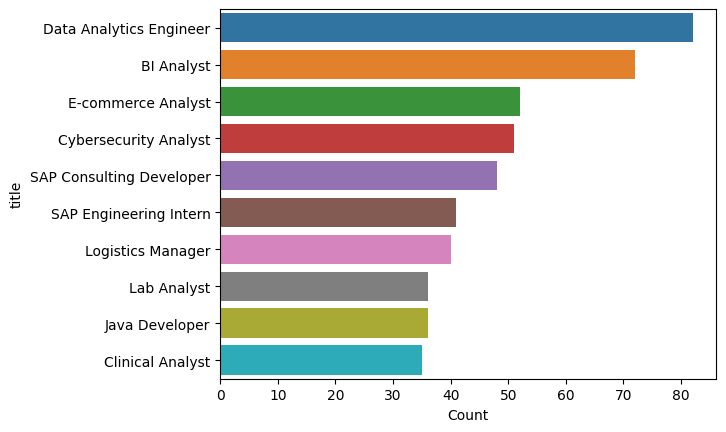 Data Analytics Engineer
BI Analyst
E-commerce Analyst
Cybersecurity Analyst
SAP Consulting Developer
SAP Engineering Intern
Logistics Manager
Lab Analyst
Java Developer
Clinical Analyst
title
0 10 20 30 40 50 60 70 80
Count